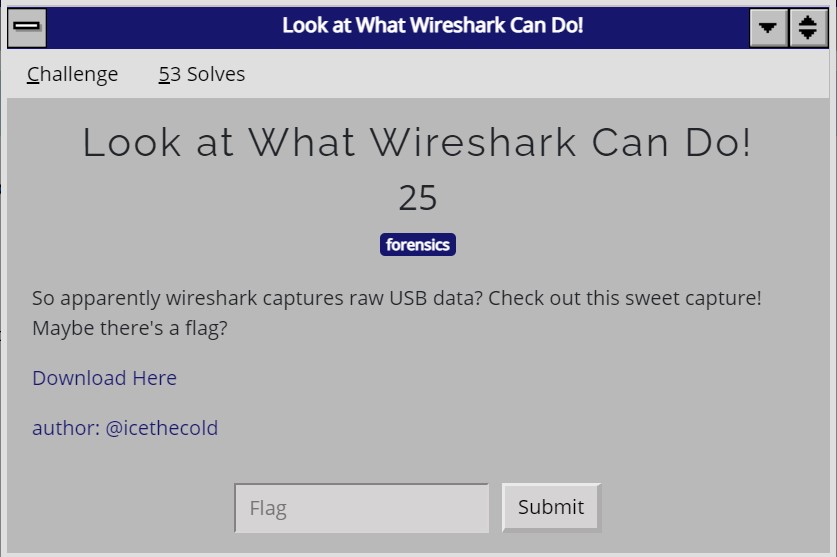 Look at What Wireshark Can Do!
Challenge 53 Solves
Look at What Wireshark Can Do!
25
forensics
So apparently wireshark captures raw USB data? Check out this sweet capture!
Maybe there's a flag?
Download Here
author: @icethecold
Flag Submit